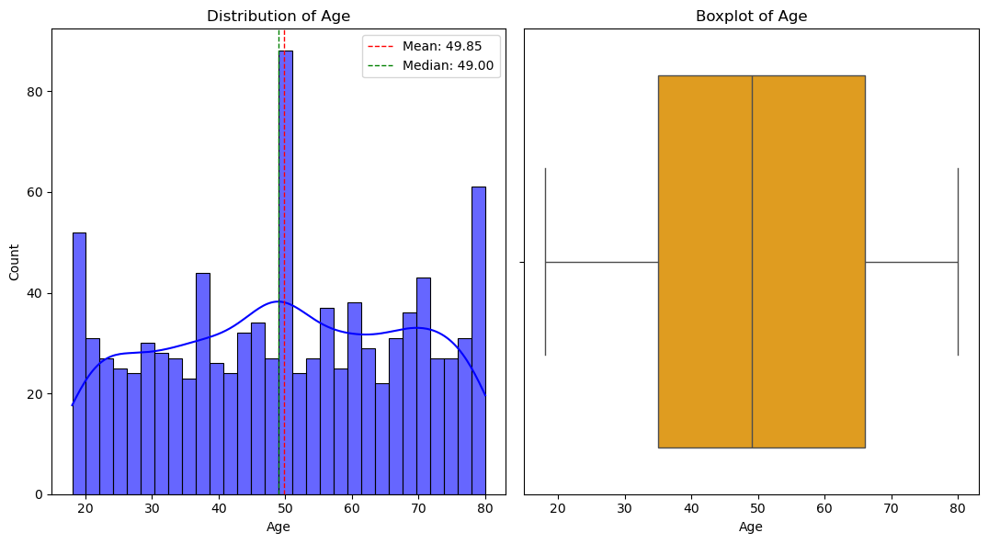 Distribution of Age
Mean: 49.85
Median: 49.00
Count
80
60
40
20
0
20 30 40 50 60 70 80
Age
Boxplot of Age
20 30 40 50 60 70 80
Age